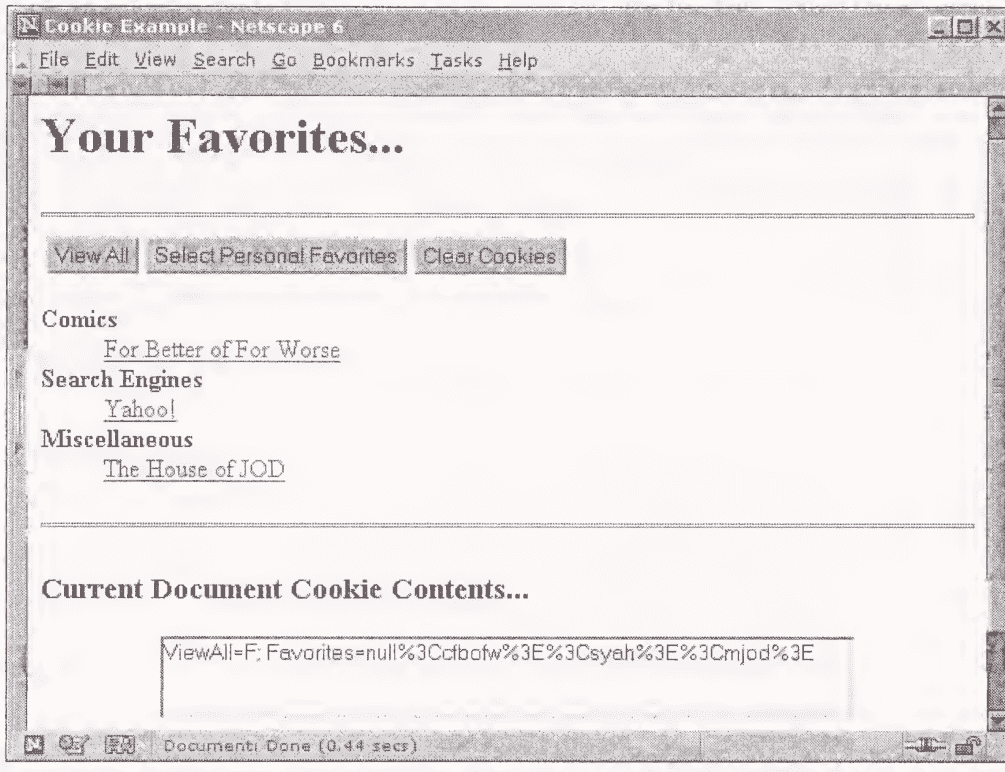 Cookie Example - Netscape 6
File Edit View Search Go Bookmarks Tasks Help
Your Favorites...
View All Select Personal Favorites Clear Cookies
Comics
For Better of For Worse
Search Engines
Yahoo!
Miscellaneous
The House of JOD
Current Document Cookie Contents...
ViewAll=F; Favorites=null%3Ccfbofw%3E%3Csyah%3E%3Cmjod%3E
Document: Done (0.44 secs)